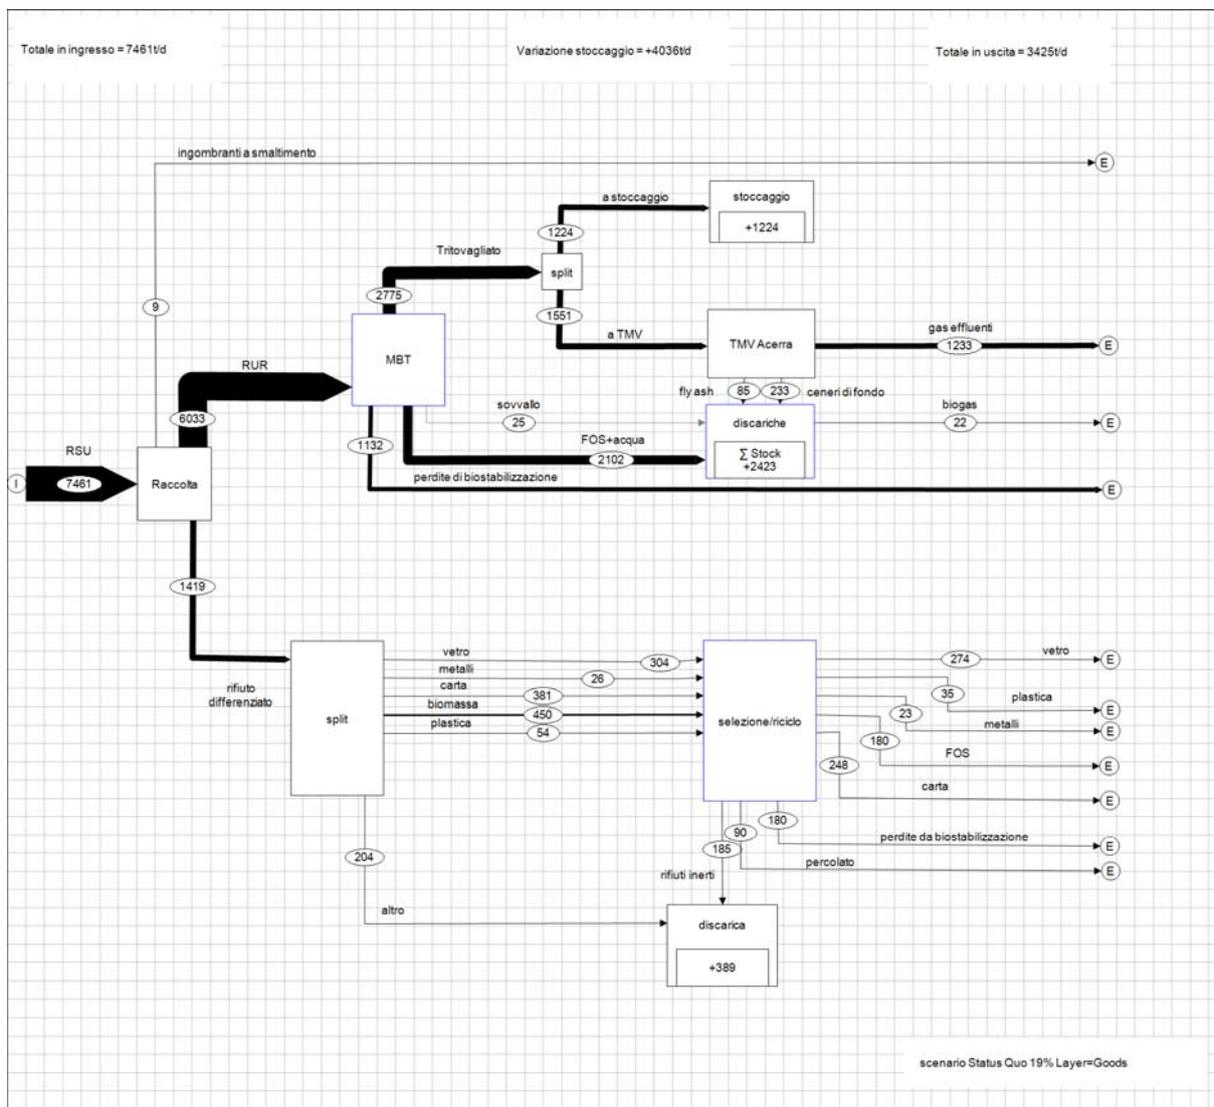 Totale in ingresso = 7461t/d
Variazione stoccaggio = +4036t/d
Totale in uscita = 3425t/d
ingombranti a smaltimento
E
a stoccaggio
stoccaggio
+1224
1224
Tritovagliato
split
2775
9
1551
a TMV
TMV Acerra
gas effluenti
1233
E
MBT
RUR
fly ash
85
233
ceneri di fondo
sovvallo
25
discariche
biogas
22
E
6033
1132
FOS+acqua
2102
∑ Stock
+2423
RSU
perdite di biostabilizzazione
E
I
7461
Raccolta
1419
vetro
304
274
vetro
E
metalli
26
35
plastica
E
carta
381
23
metalli
E
rifiuto
differenziato
split
biomassa
450
selezione/riciclo
180
FOS
E
plastica
54
248
carta
E
180
perdite da biostabilizzazione
E
90
percolato
E
185
204
rifiuti inerti
altro
discarica
+389
scenario Status Quo 19% Layer=Goods